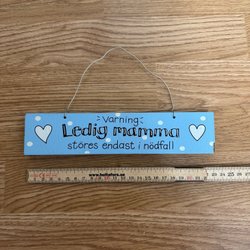 Varning
Ledig mamma
störes endast i nödfall